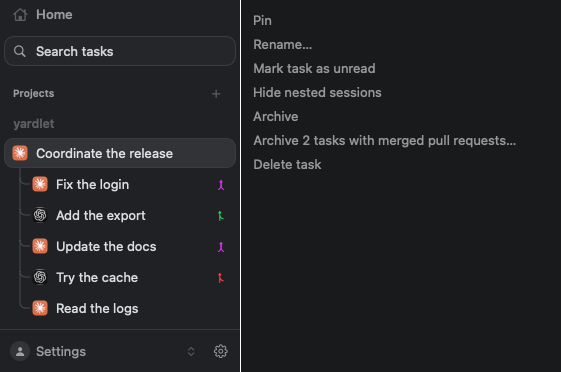 Home
Search tasks
Projects
yardlet
Coordinate the release
Fix the login
Add the export
Update the docs
Try the cache
Read the logs
Settings
Pin
Rename...
Mark task as unread
Hide nested sessions
Archive
Archive 2 tasks with merged pull requests...
Delete task